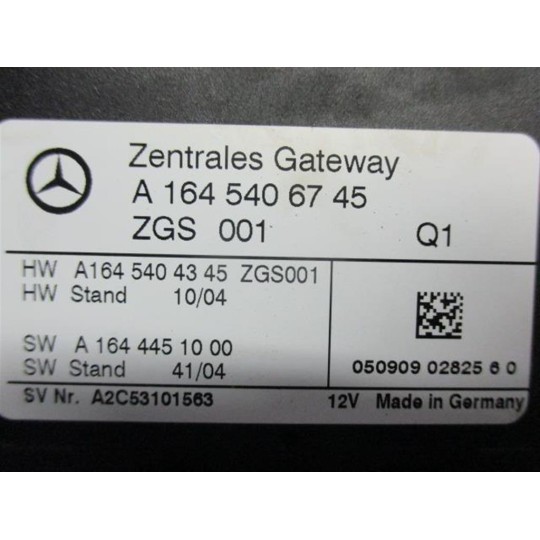 Zentrales Gateway
A 164 540 67 45
ZGS 001 Q1
HW A164 540 43 45 ZGS001
HW Stand 10/04
SW A 164 445 10 00
SW Stand 41/04
050909 02825 6 0
SV Nr. A2C53101563 12V Made in Germany